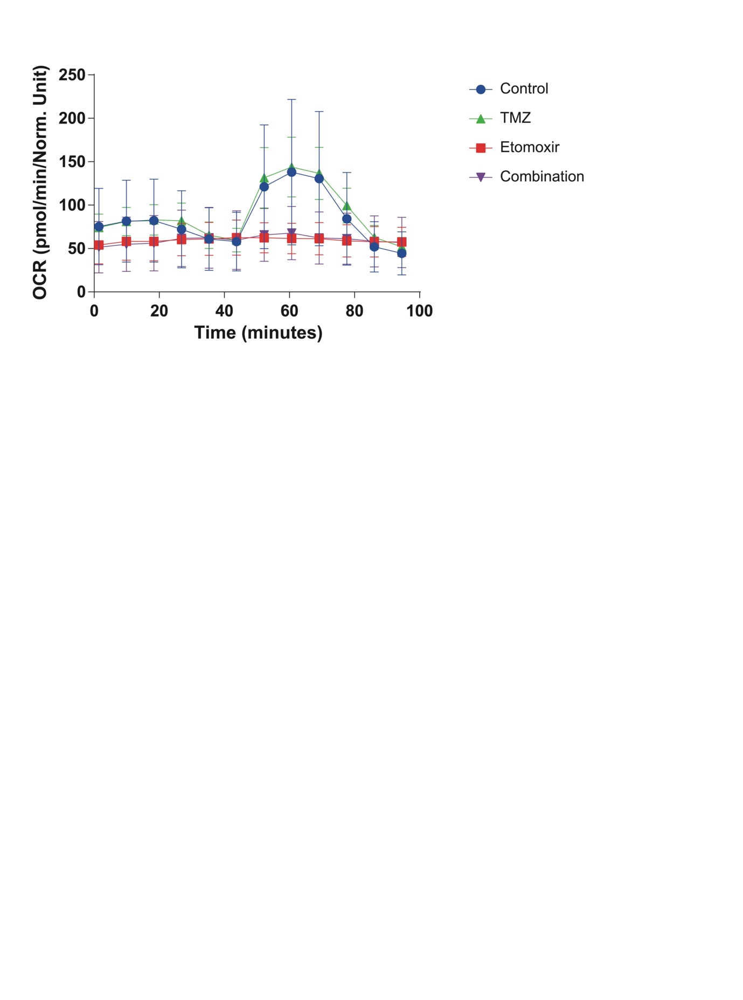 OCR (pmol/min/Norm. Unit)
250
200
150
100
50
0
0 20 40 60 80 100
Time (minutes)
Control
TMZ
Etomoxir
Combination